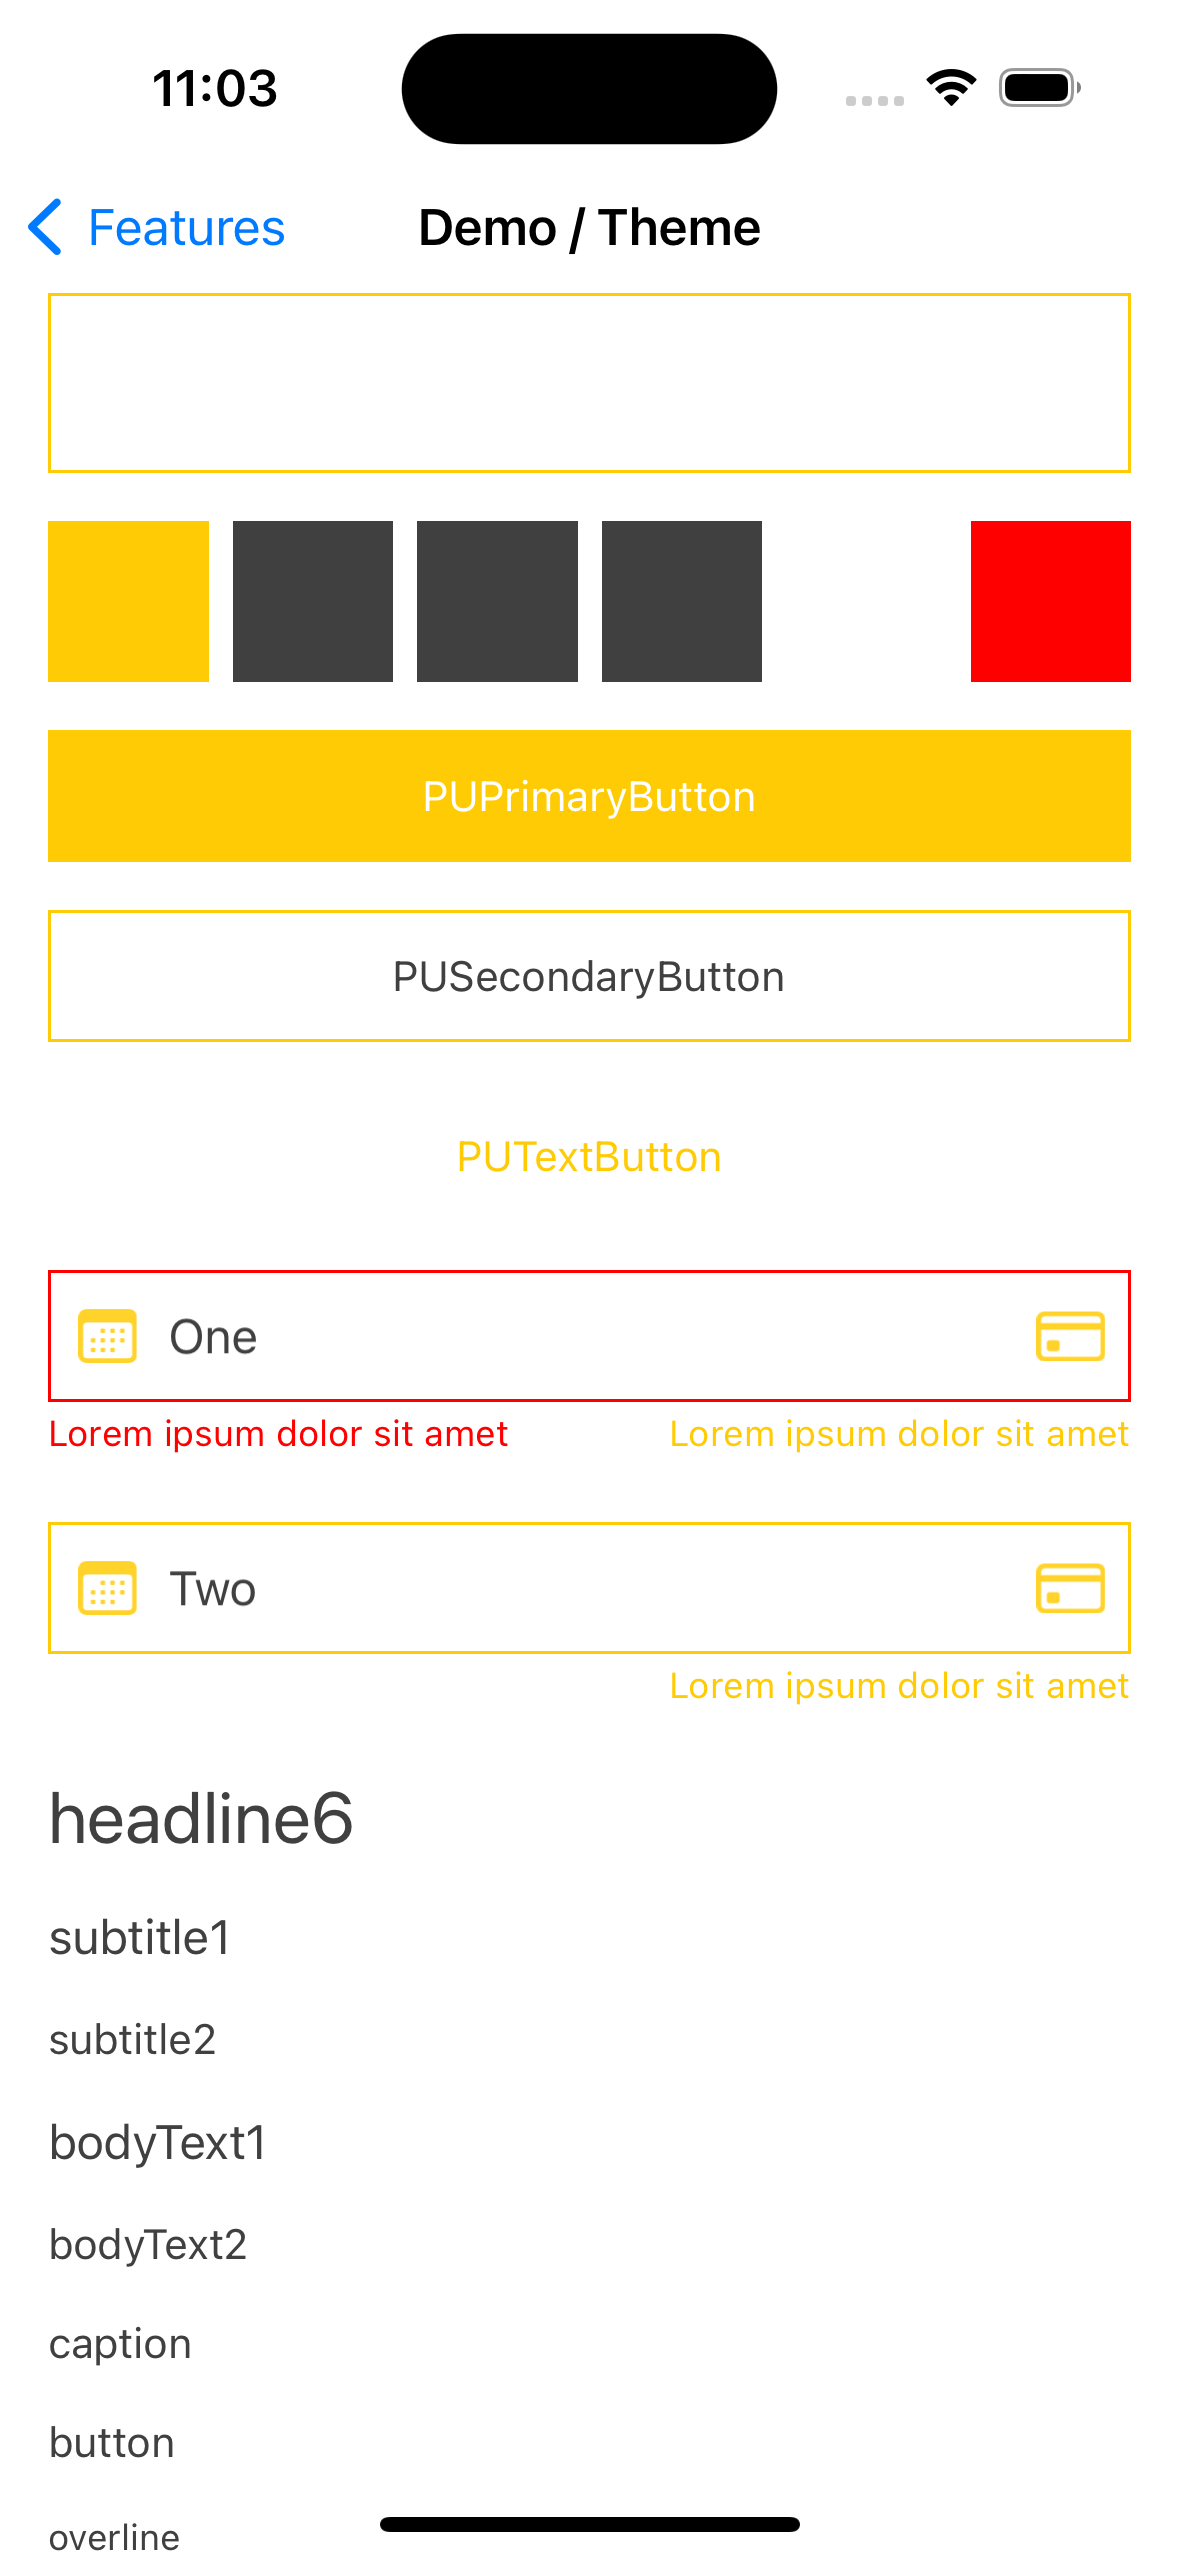 11:03
Features
Demo / Theme
PUPrimaryButton
PUSecondaryButton
PUTextButton
One
Lorem ipsum dolor sit amet
Lorem ipsum dolor sit amet
Two
Lorem ipsum dolor sit amet
headline6
subtitle1
subtitle2
bodyText1
bodyText2
caption
button
overline